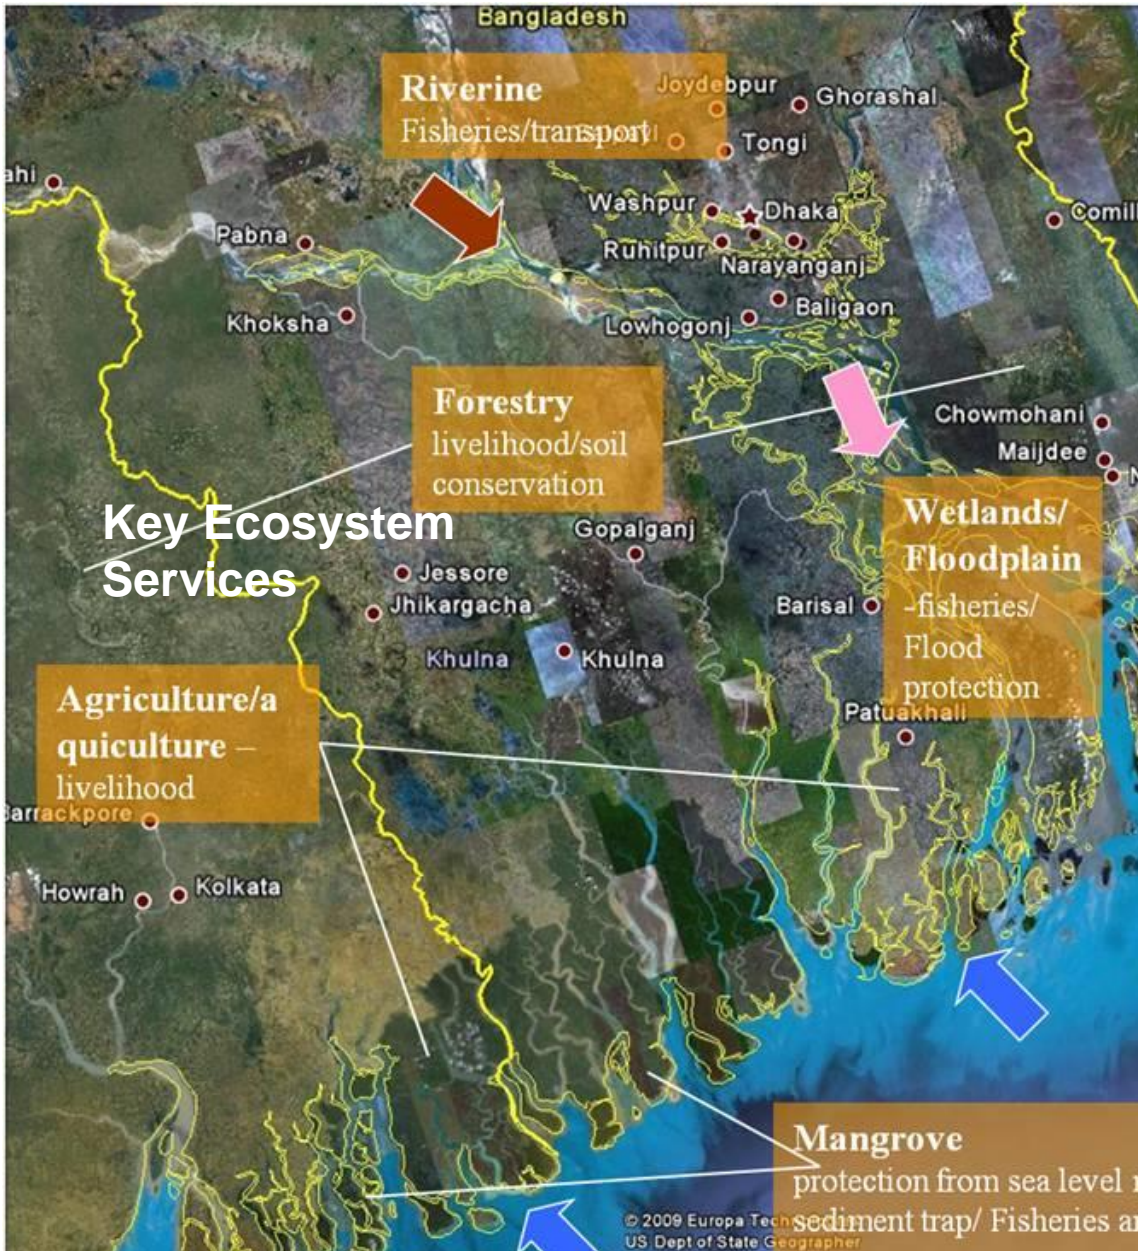 Bangladesh
Riverine
Fisheries/transport
Joydebpur
Ghorashal
Tongi
ahi
Washpur
Dhaka
Comill
Pabna
Ruhitpur
Narayanganj
Baligaon
Khoksha
Lowhogonj
Forestry
livelihood/soil
conservation
Chowmohani
Maijdee
N
Key Ecosystem
Services
Gopalganj
Wetlands/
Floodplain
-fisheries/
Flood
protection
Jessore
Jhikargacha
Barisal
Khulna
Khulna
Agriculture/a
quiculture –
livelihood
Patuakhali
Barrackpore
Howrah
Kolkata
Mangrove
protection from sea level
sediment trap/ Fisheries
© 2009 Europa Technologies
US Dept of State Geographer